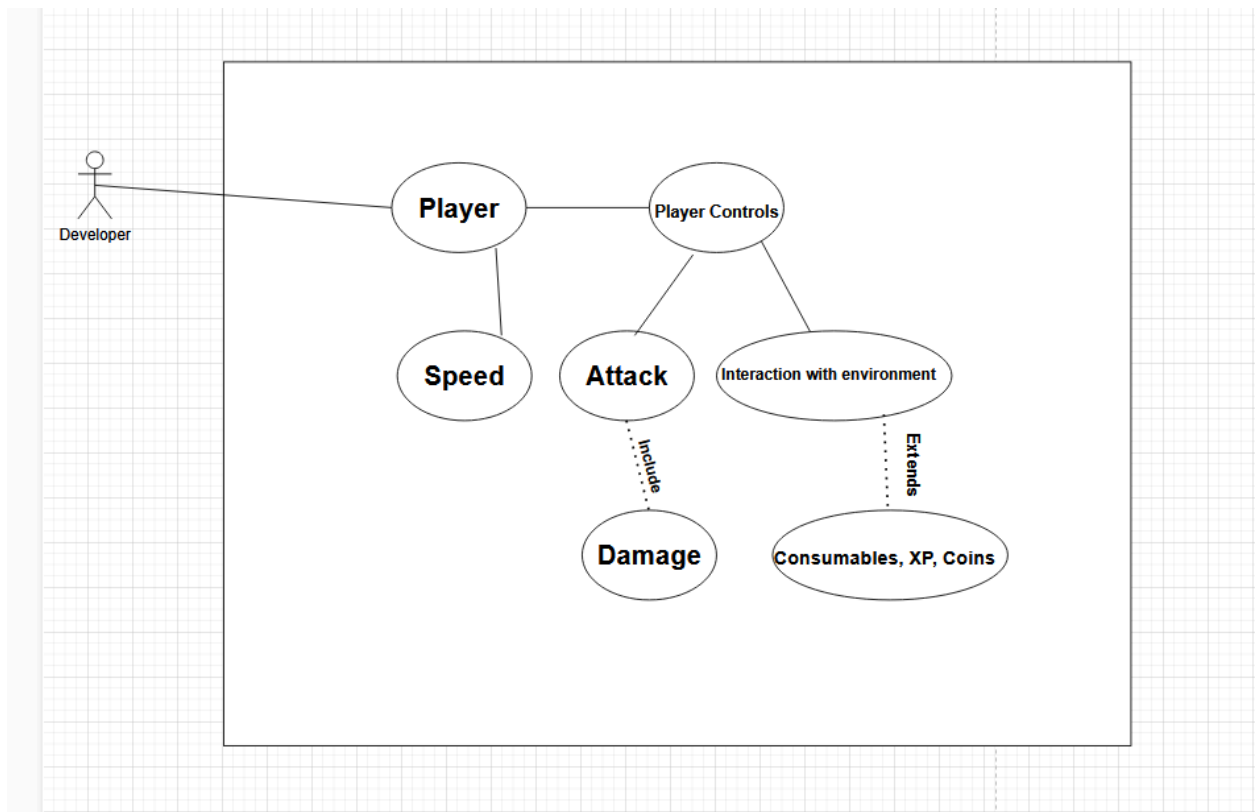 Player
Player Controls
Developer
Speed
Attack
Interaction with environment
Include
Extends
Damage
Consumables, XP, Coins